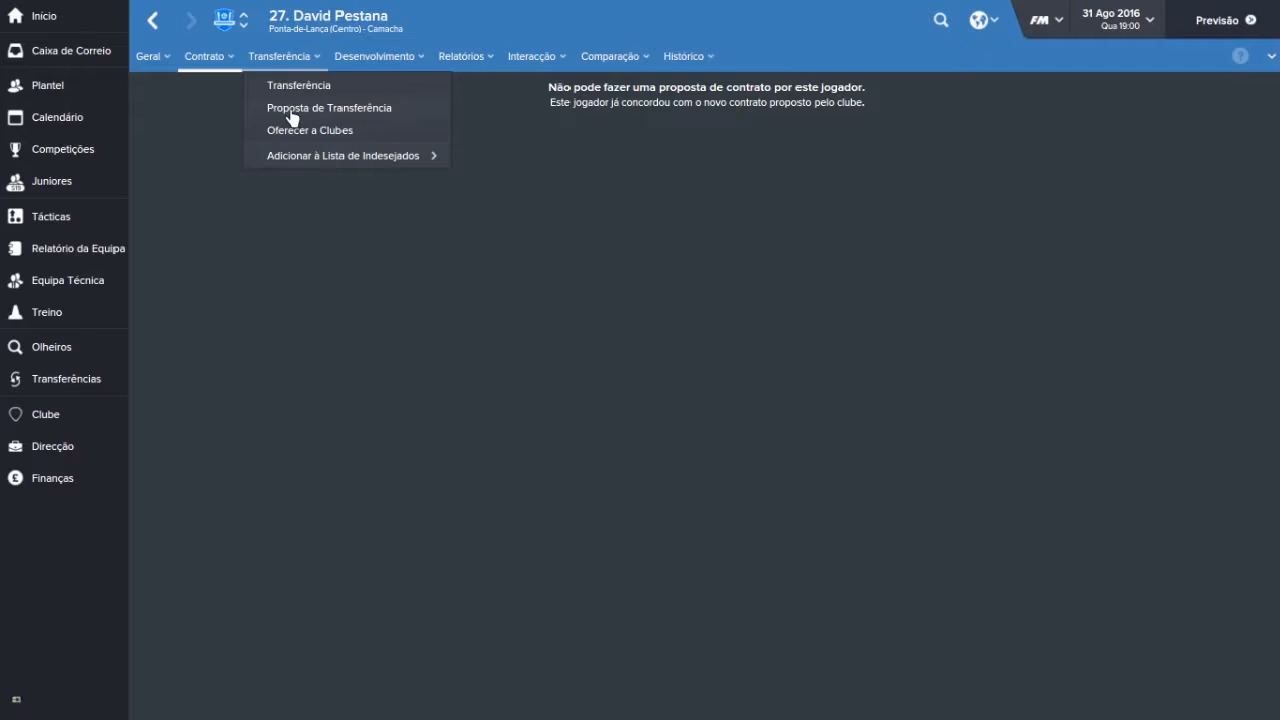 Início
Caixa de Correio
Plantel
Calendário
Competições
Juniores
Tácticas
Relatório da Equipa
Equipa Técnica
Treino
Olheiros
Transferências
Clube
Direcção
Finanças
27. David Pestana
Ponta-de-Lança (Centro) - Camacha
FM
31 Ago 2016
Qua 19:00
Previsão
Geral
Contrato
Transferência
Desenvolvimento
Relatórios
Interacção
Comparação
Histórico
?
Transferência
Proposta de Transferência
Oferecer a Clubes
Adicionar à Lista de Indesejados
Não pode fazer uma proposta de contrato por este jogador.
Este jogador já concordou com o novo contrato proposto pelo clube.